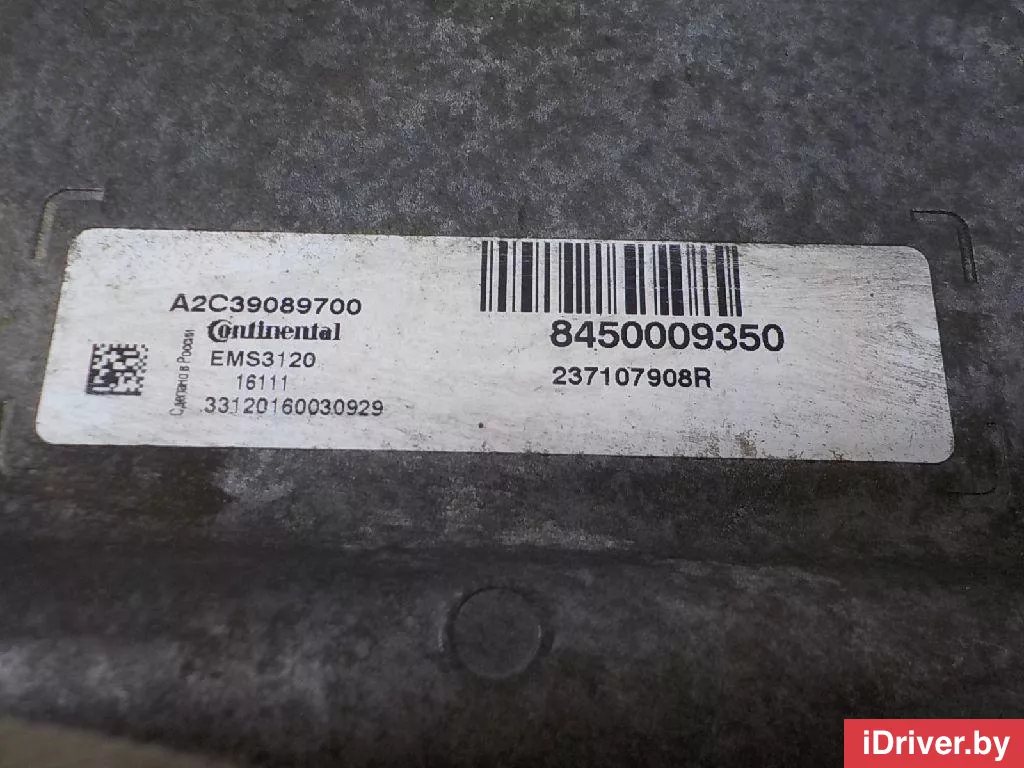 A2C39089700
Continental
EMS3120
16111
33120160030929
Сделано в России
8450009350
237107908R
iDriver.by